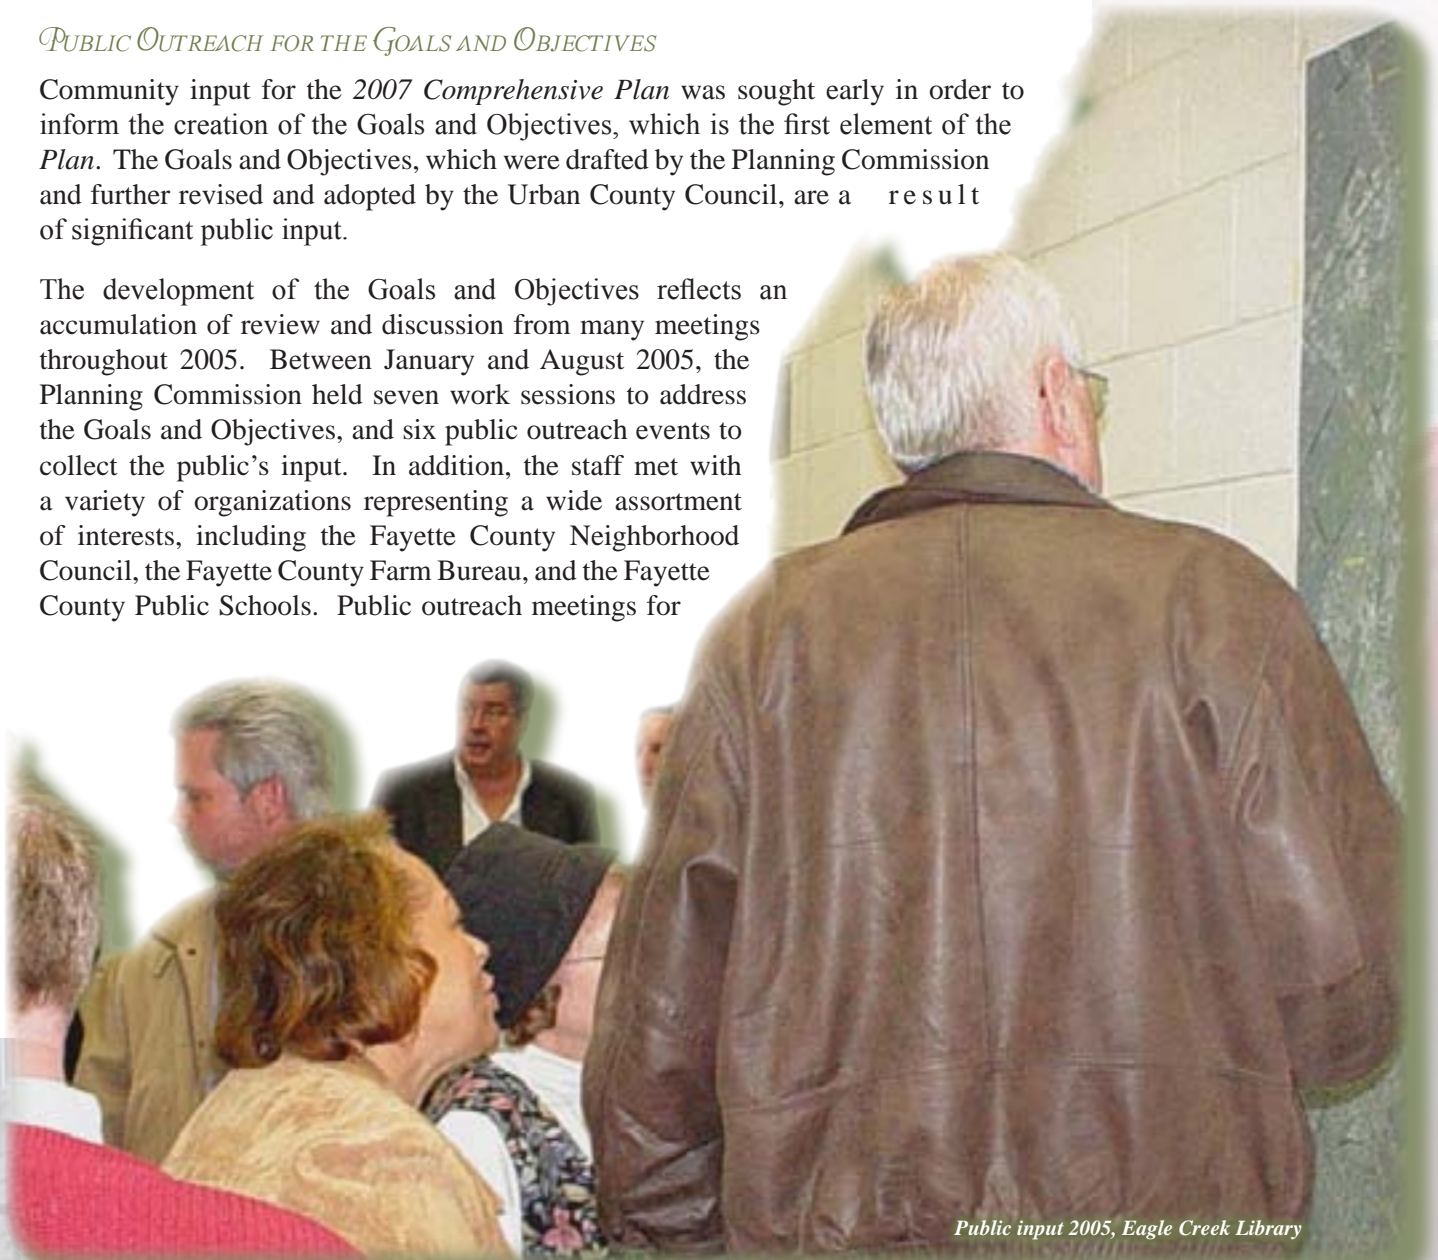 Public Outreach for the Goals and Objectives
Community input for the 2007 Comprehensive Plan was sought early in order to
inform the creation of the Goals and Objectives, which is the first element of the
Plan. The Goals and Objectives, which were drafted by the Planning Commission
and further revised and adopted by the Urban County Council, are a result
of significant public input.
The development of the Goals and Objectives reflects an
accumulation of review and discussion from many meetings
throughout 2005. Between January and August 2005, the
Planning Commission held seven work sessions to address
the Goals and Objectives, and six public outreach events to
collect the public’s input. In addition, the staff met with
a variety of organizations representing a wide assortment
of interests, including the Fayette County Neighborhood
Council, the Fayette County Farm Bureau, and the Fayette
County Public Schools. Public outreach meetings for
Public input 2005, Eagle Creek Library